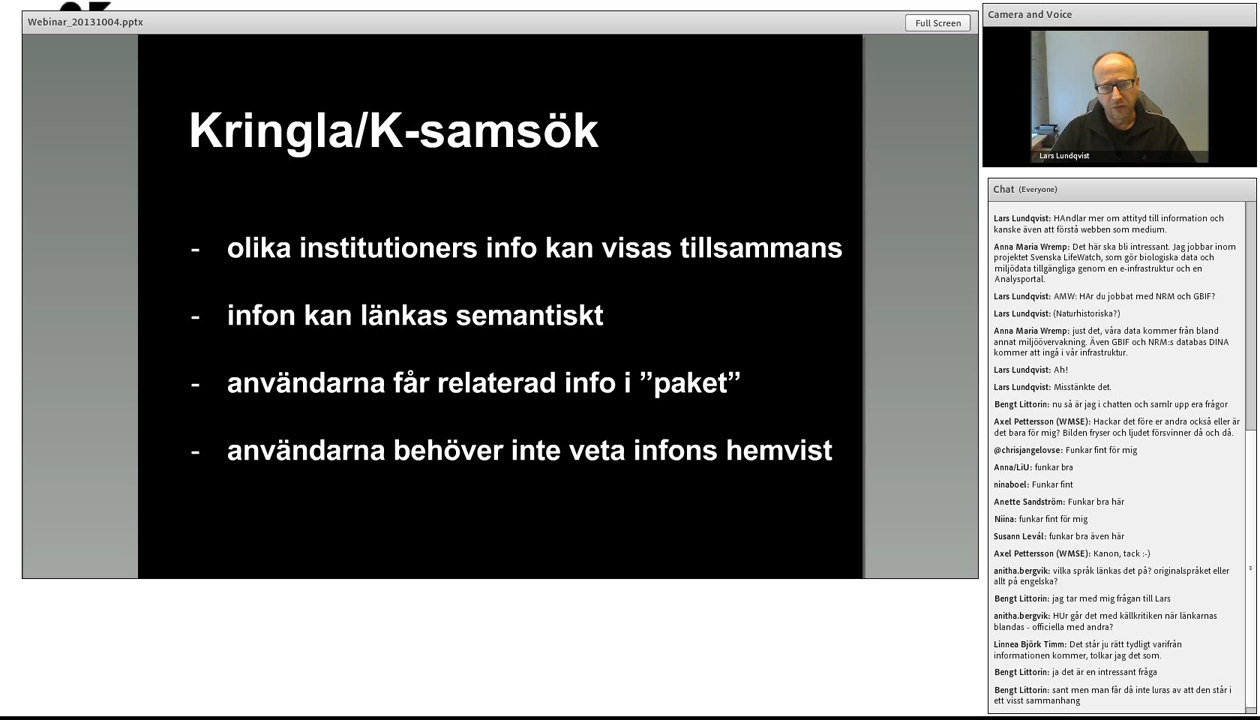 Webinar_20131004.pptx
Full Screen
Kringla/K-samsök
- olika institutioners info kan visas tillsammans
- infon kan länkas semantiskt
- användarna får relaterad info i ”paket”
- användarna behöver inte veta infons hemvist
Camera and Voice
Lars Lundqvist
Chat (Everyone)
Lars Lundqvist: HAndlar mer om attityd till information och
kanske även att förstå webben som medium.
Anna Maria Wremp: Det här ska bli intressant. Jag jobbar inom
projektet Svenska LifeWatch, som gör biologiska data och
miljödata tillgängliga genom en e-infrastruktur och en
Analysportal.
Lars Lundqvist: AMW: HAr du jobbat med NRM och GBIF?
Lars Lundqvist: (Naturhistoriska?)
Anna Maria Wremp: just det, våra data kommer från bland
annat miljöövervakning. Även GBIF och NRM:s databas DINA
kommer att ingå i vår infrastruktur.
Lars Lundqvist: Ah!
Lars Lundqvist: Misstänkte det.
Bengt Littorin: nu så är jag i chatten och samlr upp era frågor
Axel Pettersson (WMSE): Hackar det före er andra också eller är
det bara för mig? Bilden fryser och ljudet försvinner då och då.
@chrisjangelovse: Funkar fint för mig
Anna/LiU: funkar bra
ninaboel: Funkar fint
Anette Sandström: Funkar bra här
Niina: funkar fint för mig
Susann Levál: funkar bra även här
Axel Pettersson (WMSE): Kanon, tack :-)
anitha.bergvik: vilka språk länkas det på? originalspråket eller
allt på engelska?
Bengt Littorin: jag tar med mig frågan till Lars
anitha.bergvik: HUr går det med källkritiken när länkarnas
blandas - officiella med andra?
Linnea Björk Timm: Det står ju rätt tydligt varifrån
informationen kommer, tolkar jag det som.
Bengt Littorin: ja det är en intressant fråga
Bengt Littorin: sant men man får då inte luras av att den står i
ett visst sammanhang